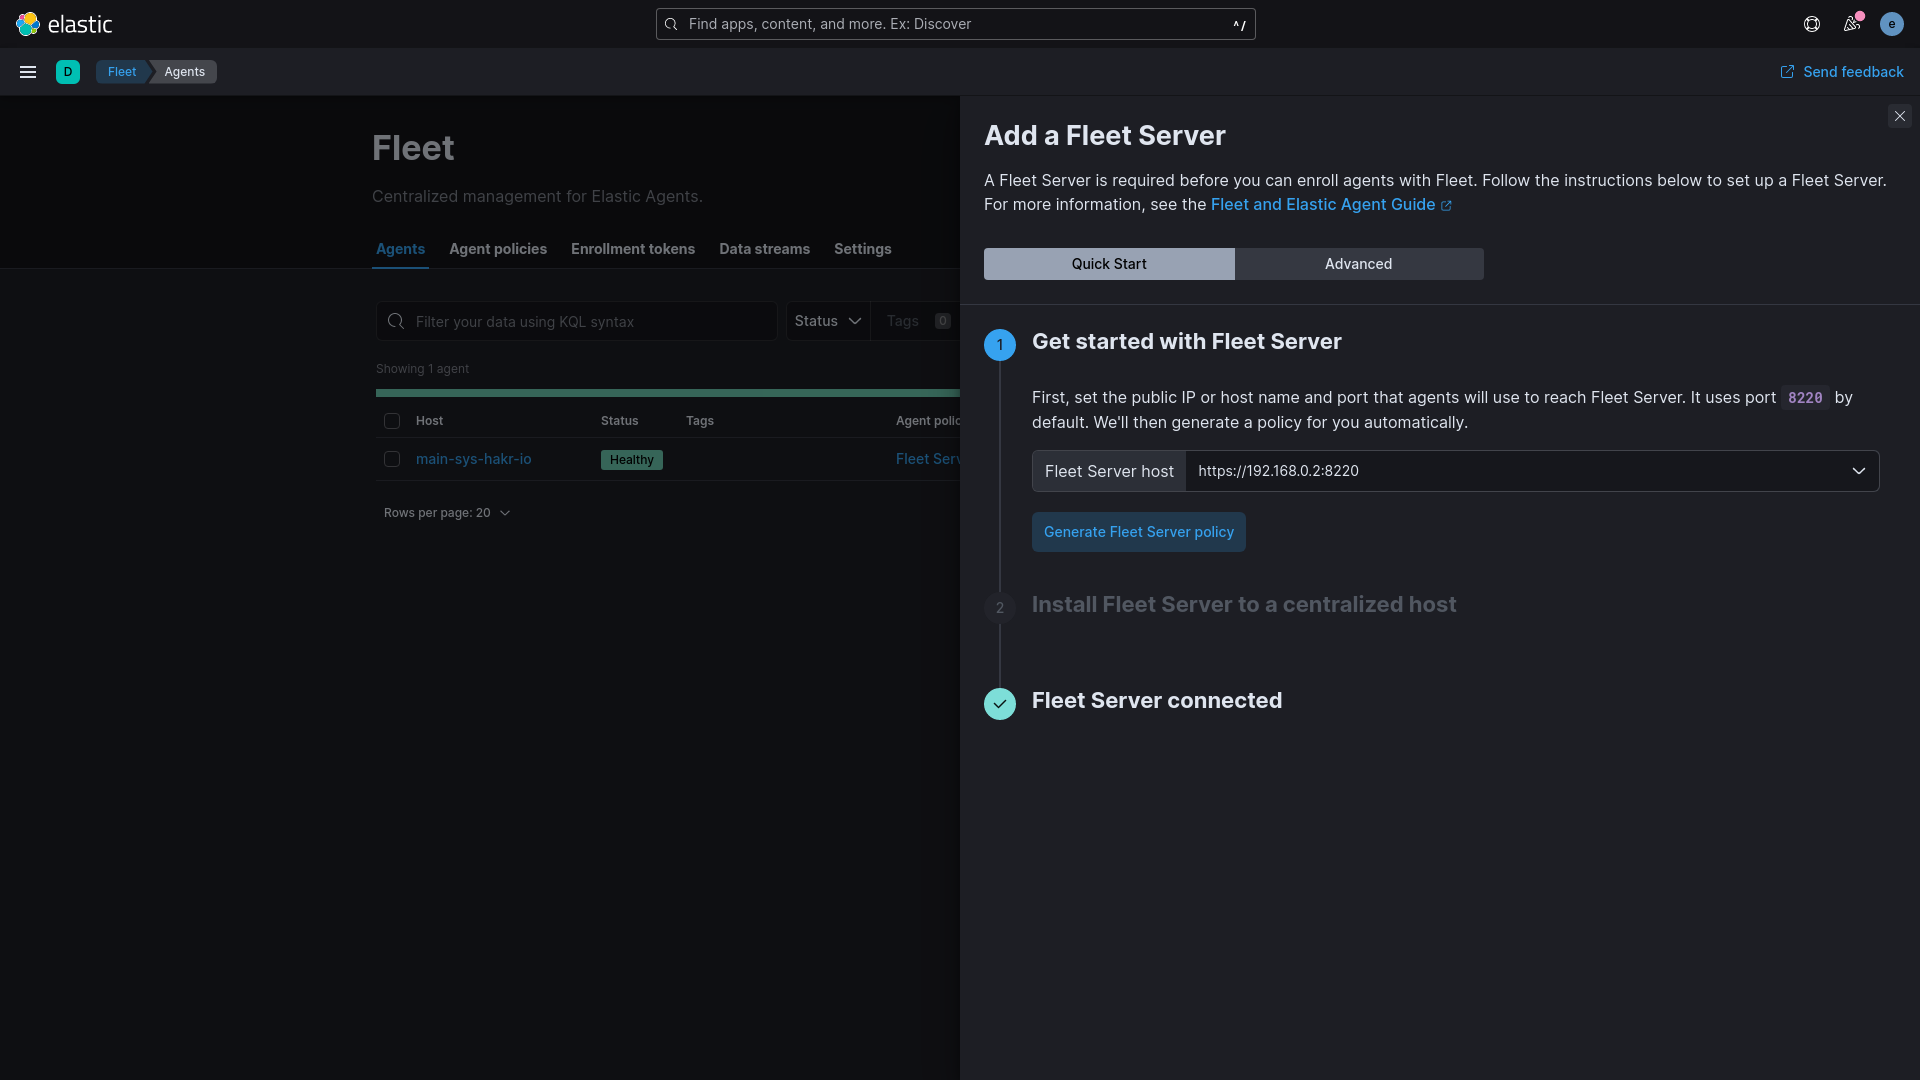 elastic
Find apps, content, and more. Ex: Discover
^/
e
D
Fleet
Agents
Send feedback
Fleet
Centralized management for Elastic Agents.
Agents
Agent policies
Enrollment tokens
Data streams
Settings
Filter your data using KQL syntax
Status
Tags
0
Showing 1 agent
Host
Status
Tags
Agent polic
main-sys-hakr-io
Healthy
Fleet Serv
Rows per page: 20
Add a Fleet Server
A Fleet Server is required before you can enroll agents with Fleet. Follow the instructions below to set up a Fleet Server.
For more information, see the Fleet and Elastic Agent Guide
Quick Start
Advanced
1
Get started with Fleet Server
First, set the public IP or host name and port that agents will use to reach Fleet Server. It uses port 8220 by
default. We'll then generate a policy for you automatically.
Fleet Server host
https://192.168.0.2:8220
Generate Fleet Server policy
2
Install Fleet Server to a centralized host
Fleet Server connected